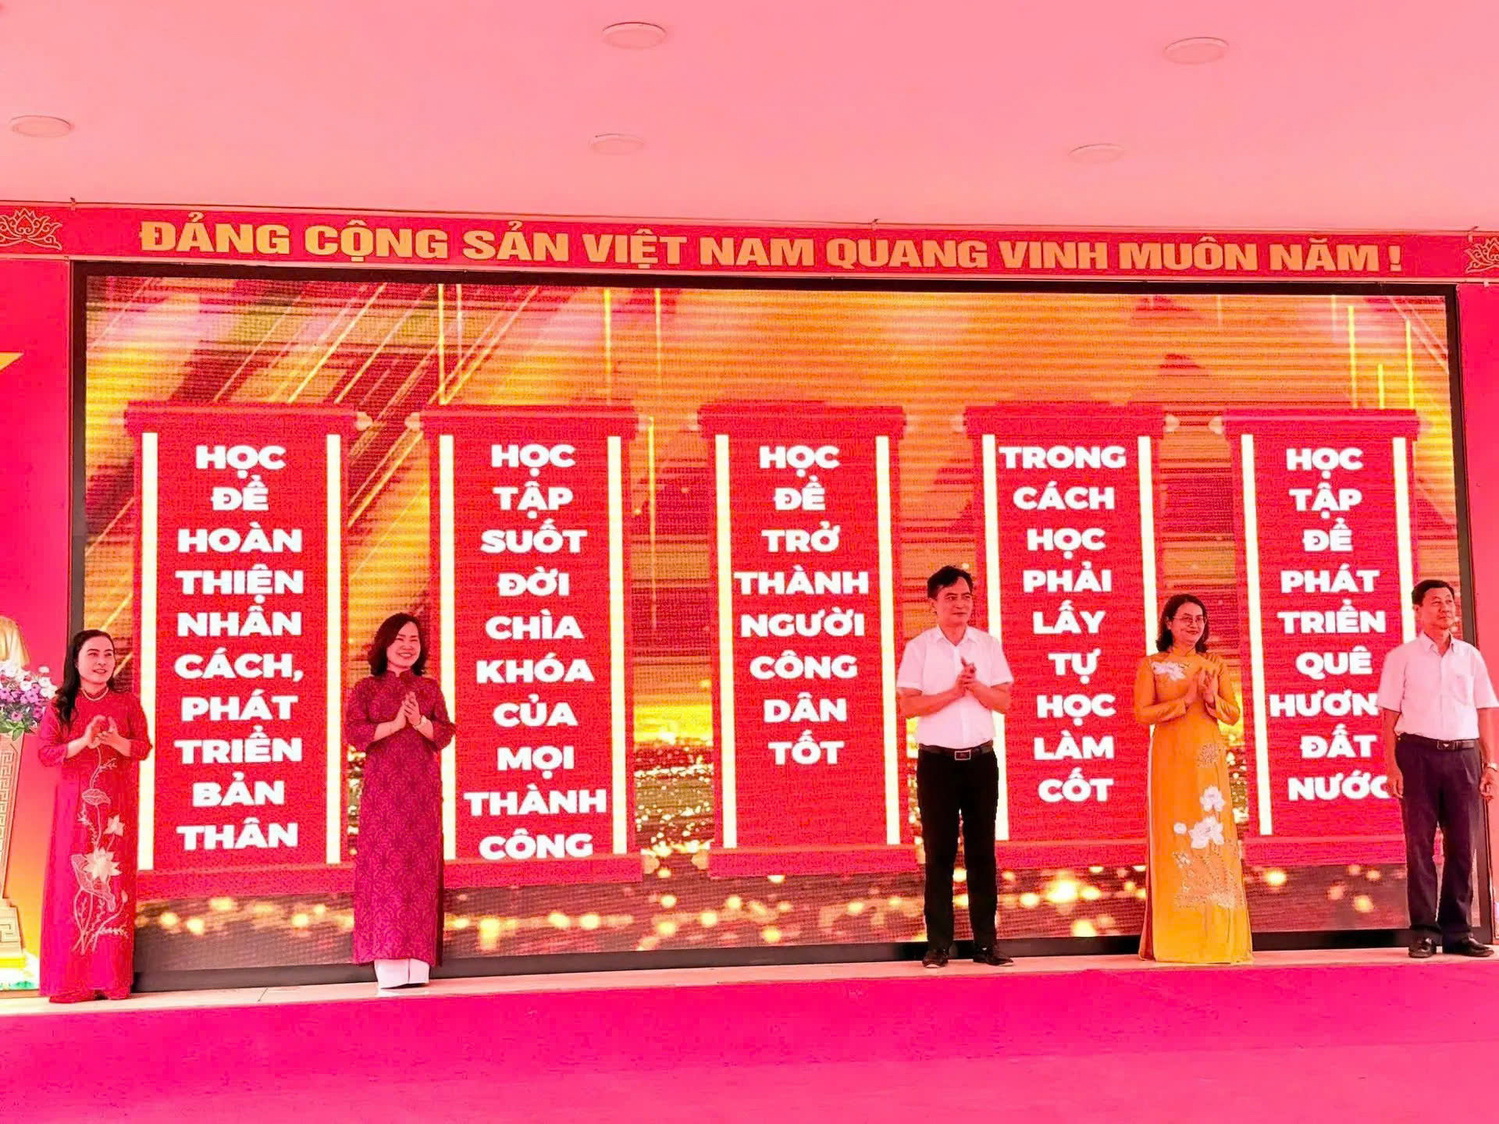 ĐẢNG CỘNG SẢN VIỆT NAM QUANG VINH MUÔN NĂM !
HỌC
ĐỂ
HOÀN
THIỆN
NHÂN
CÁCH,
PHÁT
TRIỂN
BẢN
THÂN
HỌC
TẬP
SUỐT
ĐỜI
CHÌA
KHÓA
CỦA
MỌI
THÀNH
CÔNG
HỌC
ĐỂ
TRỞ
THÀNH
NGƯỜI
CÔNG
DÂN
TỐT
TRONG
CÁCH
HỌC
PHẢI
LẤY
TỰ
HỌC
LÀM
CỐT
HỌC
TẬP
ĐỂ
PHÁT
TRIỂN
QUÊ
HƯƠN
ĐẤT
NƯỚC